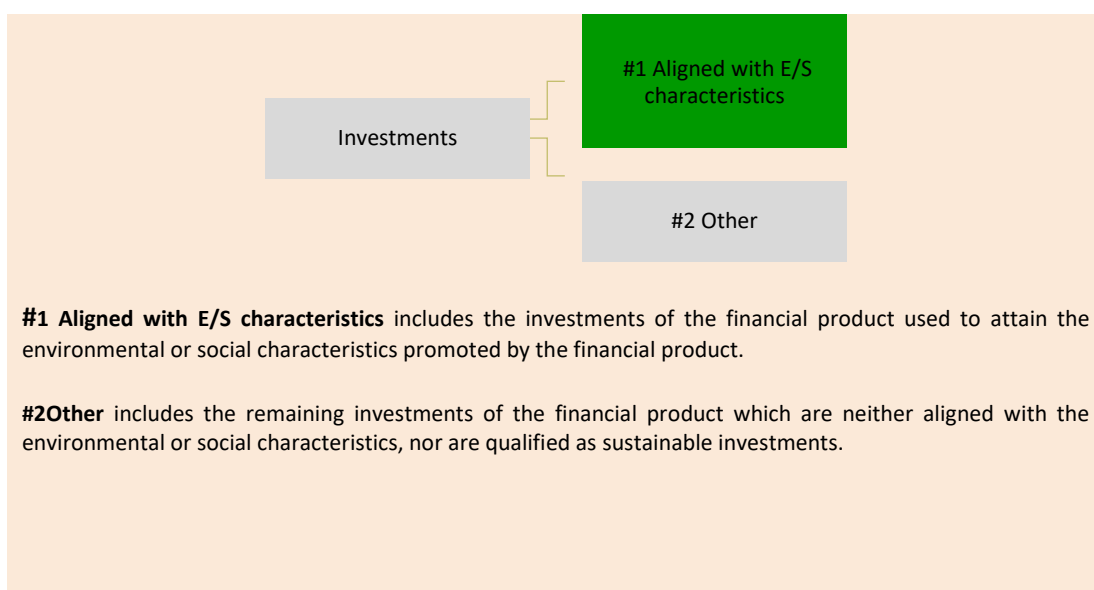 #1 Aligned with E/S
characteristics
Investments
#2 Other
#1 Aligned with E/S characteristics includes the investments of the financial product used to attain the
environmental or social characteristics promoted by the financial product.
#2Other includes the remaining investments of the financial product which are neither aligned with the
environmental or social characteristics, nor are qualified as sustainable investments.